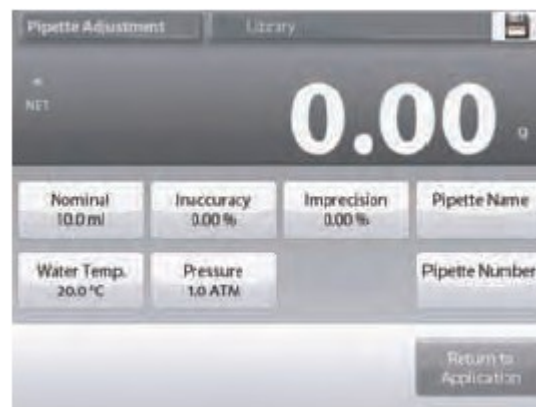 Pipette Adjustment Library
NET
0.00 g
Nominal Inaccuracy Imprecision Pipette Name
10.0 ml 0.00 % 0.00 %
Water Temp. Pressure Pipette Number
20.0 °C 1.0 ATM
Return to
Application